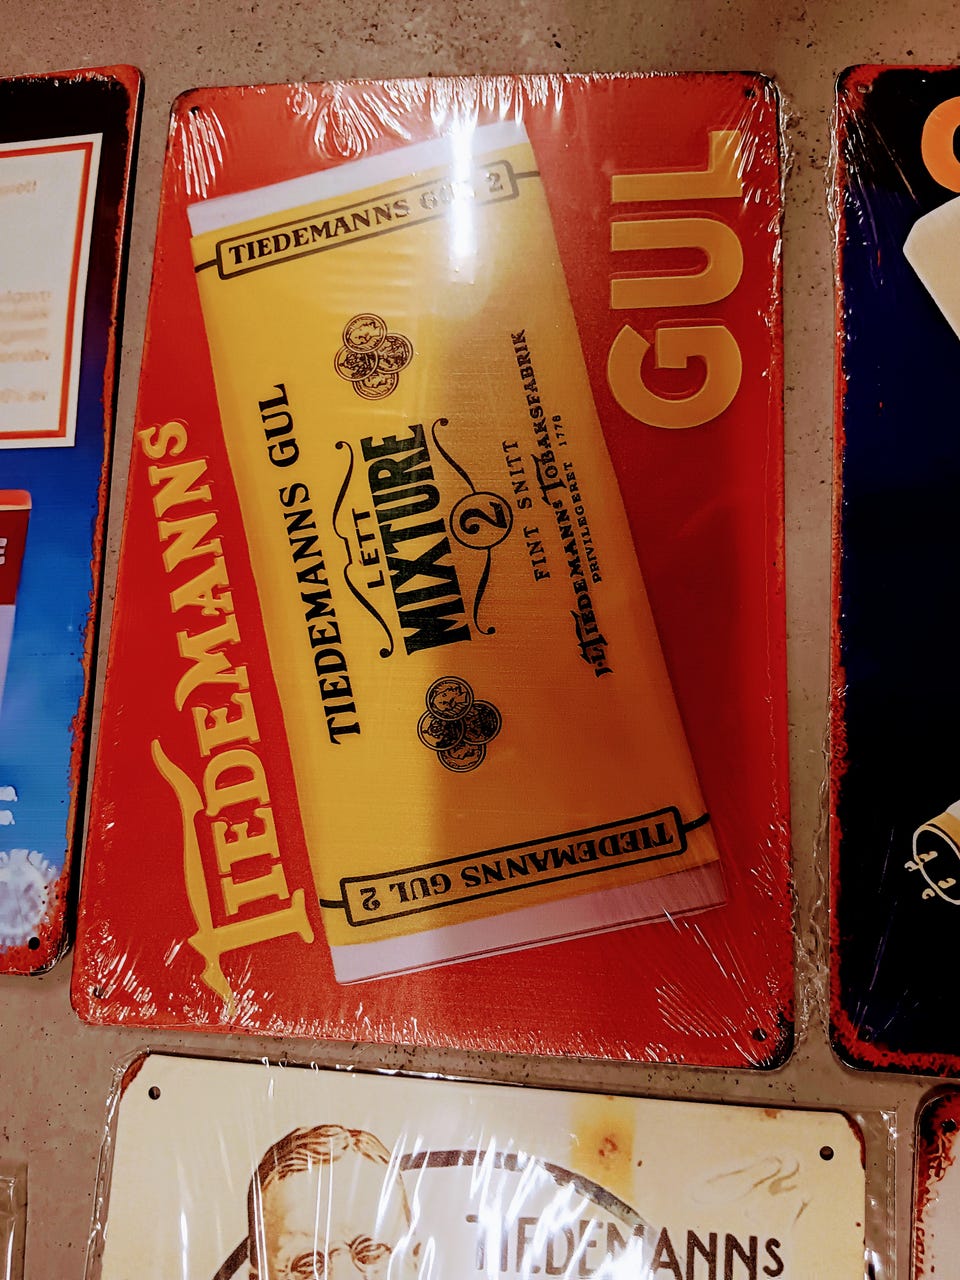 TIEDEMANNS
GUL
TIEDEMANNS GUL 2
TIEDEMANNS GUL
LETT
MIXTURE
2
FINT SNITT
J.L. TIEDEMANNS TOBAKSFABRIK
PRIVILEGERET 1778
TIEDEMANNS GUL 2
TIEDEMANNS